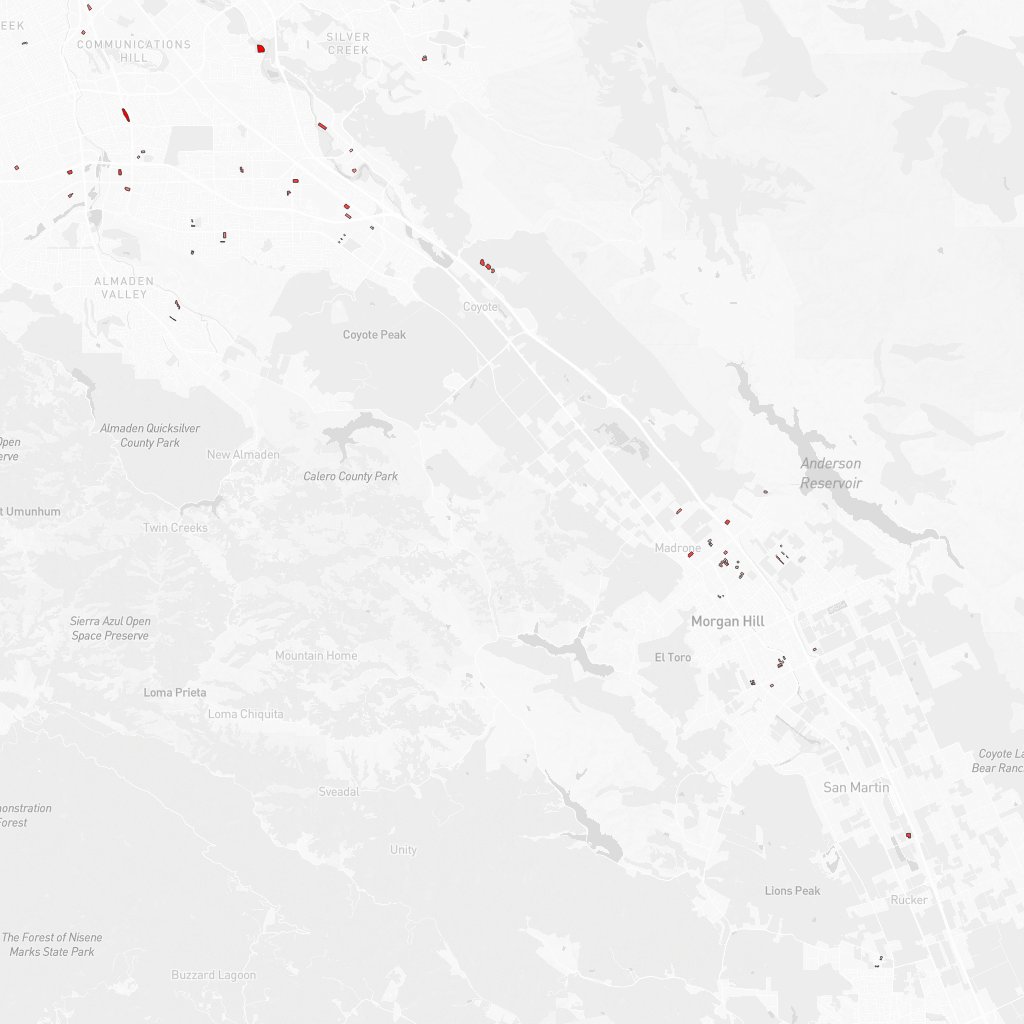 EEK
COMMUNICATIONS
HILL
SILVER
CREEK
ALMADEN
VALLEY
Coyote
Coyote Peak
Almaden Quicksilver
County Park
Open
erve
New Almaden
Calero County Park
Anderson
Reservoir
t Umunhum
Twin Creeks
Madrone
Sierra Azul Open
Space Preserve
Morgan Hill
Mountain Home
El Toro
Loma Prieta
Loma Chiquita
Coyote La
Bear Ranc
Sveadal
San Martin
monstration
Forest
Unity
Lions Peak
Rucker
The Forest of Nisene
Marks State Park
Buzzard Lagoon